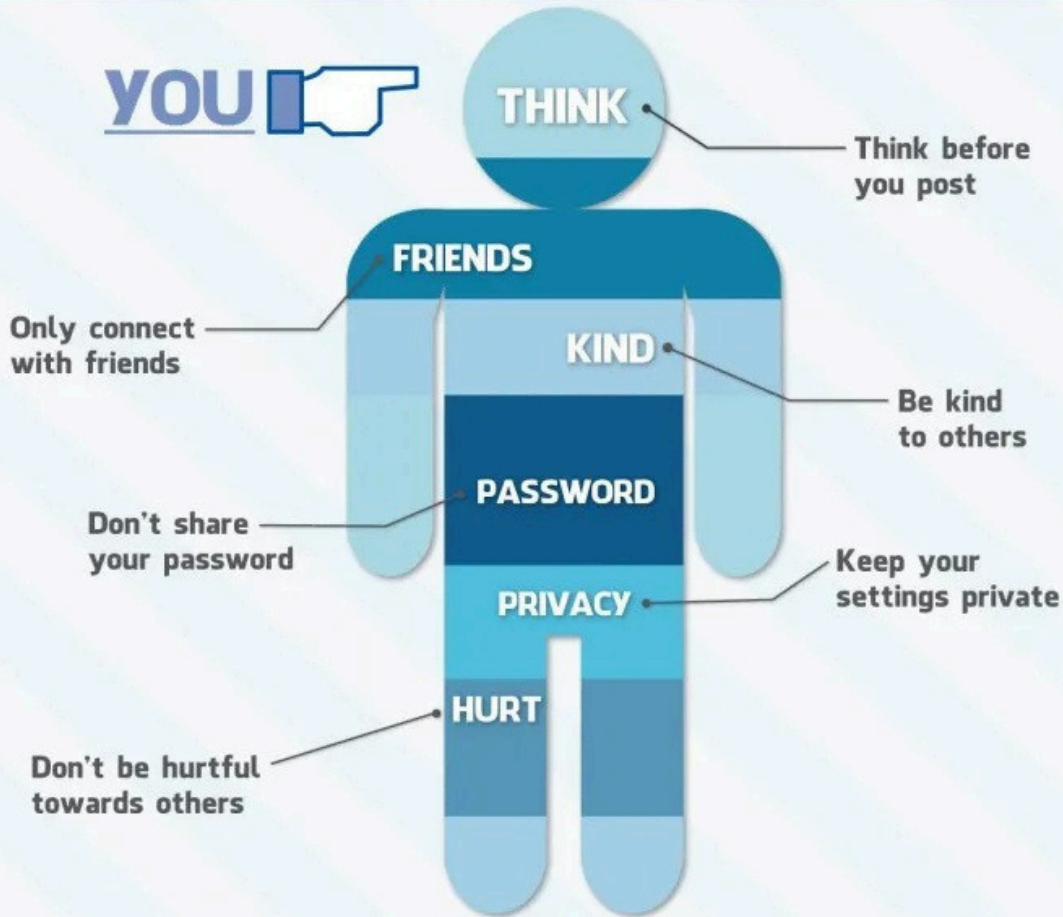 YOU
THINK
Think before
you post
FRIENDS
Only connect
with friends
KIND
Be kind
to others
PASSWORD
Don't share
your password
PRIVACY
Keep your
settings private
HURT
Don't be hurtful
towards others